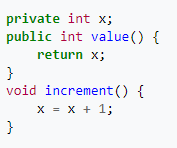 private int x;
public int value() {
    return x;
}
void increment() {
    x = x + 1;
}